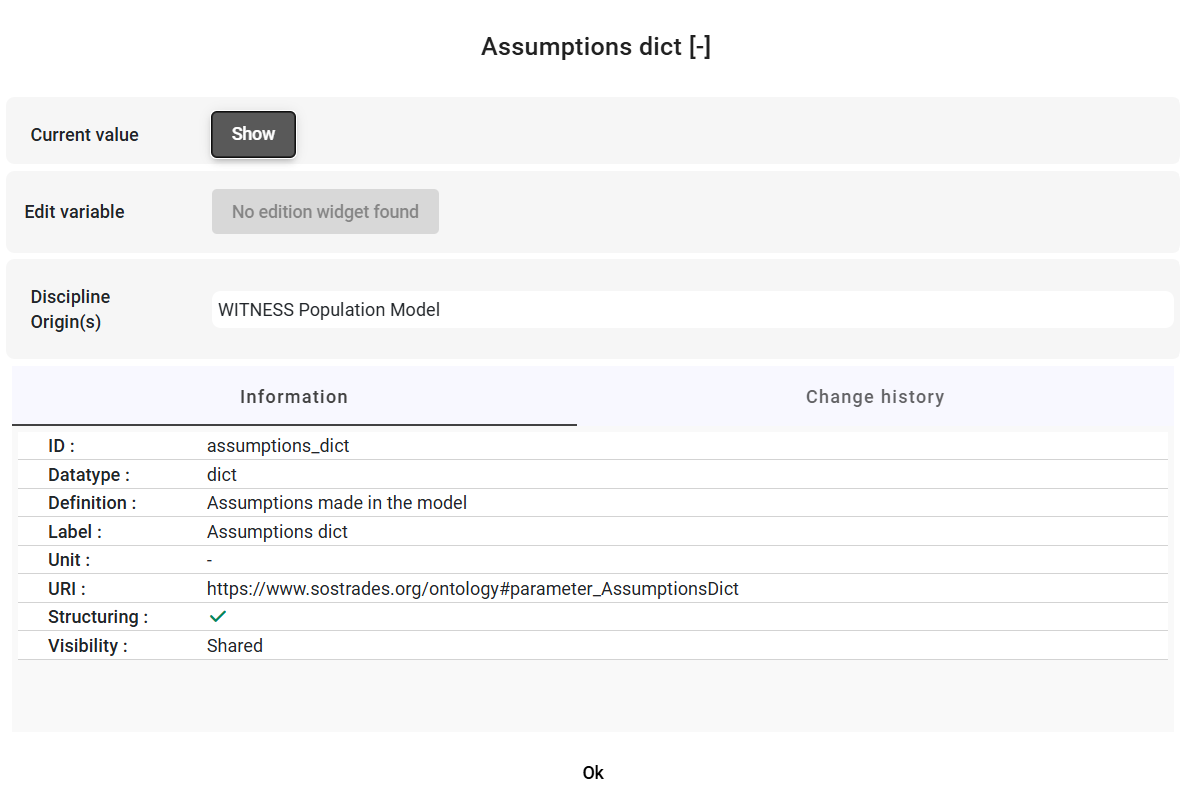 Assumptions dict [-]
Current value
Show
Edit variable
No edition widget found
Discipline
Origin(s)
WITNESS Population Model
Information
Change history
ID :
assumptions_dict
Datatype :
dict
Definition :
Assumptions made in the model
Label :
Assumptions dict
Unit :
-
URI :
https://www.sostrades.org/ontology#parameter_AssumptionsDict
Structuring :
Visibility :
Shared
Ok